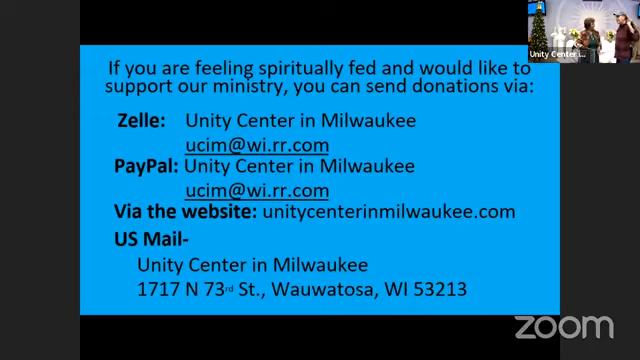 Unity Center i...
If you are feeling spiritually fed and would like to
support our ministry, you can send donations via:
Zelle: Unity Center in Milwaukee
ucim@wi.rr.com
PayPal: Unity Center in Milwaukee
ucim@wi.rr.com
Via the website: unitycenterinmilwaukee.com
US Mail-
Unity Center in Milwaukee
1717 N 73rd St., Wauwatosa, WI 53213
zoom